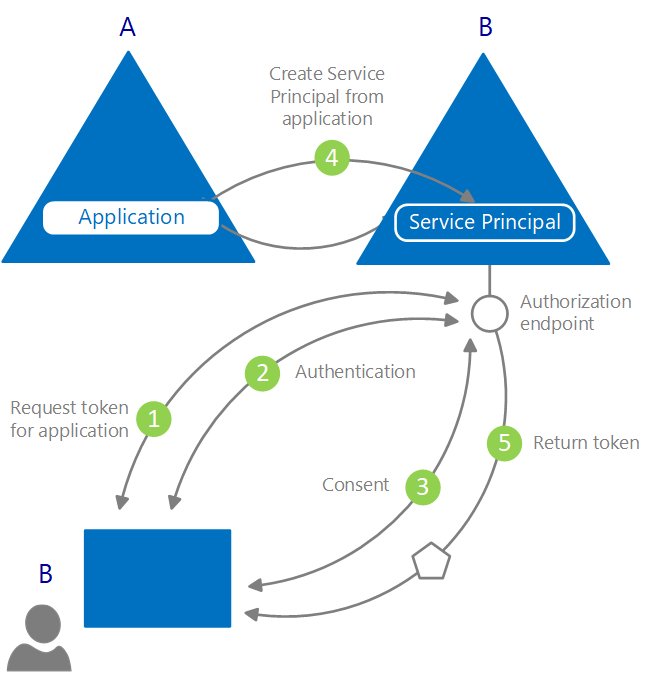 A
B
Create Service
Principal from
application
4
Application
Service Principal
Authorization
endpoint
2
Authentication
Request token
for application
1
5
Return token
Consent
3
B